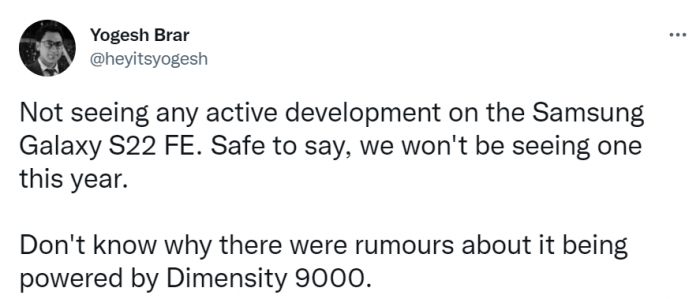 Yogesh Brar
@heyitsyogesh
Not seeing any active development on the Samsung
Galaxy S22 FE. Safe to say, we won't be seeing one
this year.
Don't know why there were rumours about it being
powered by Dimensity 9000.